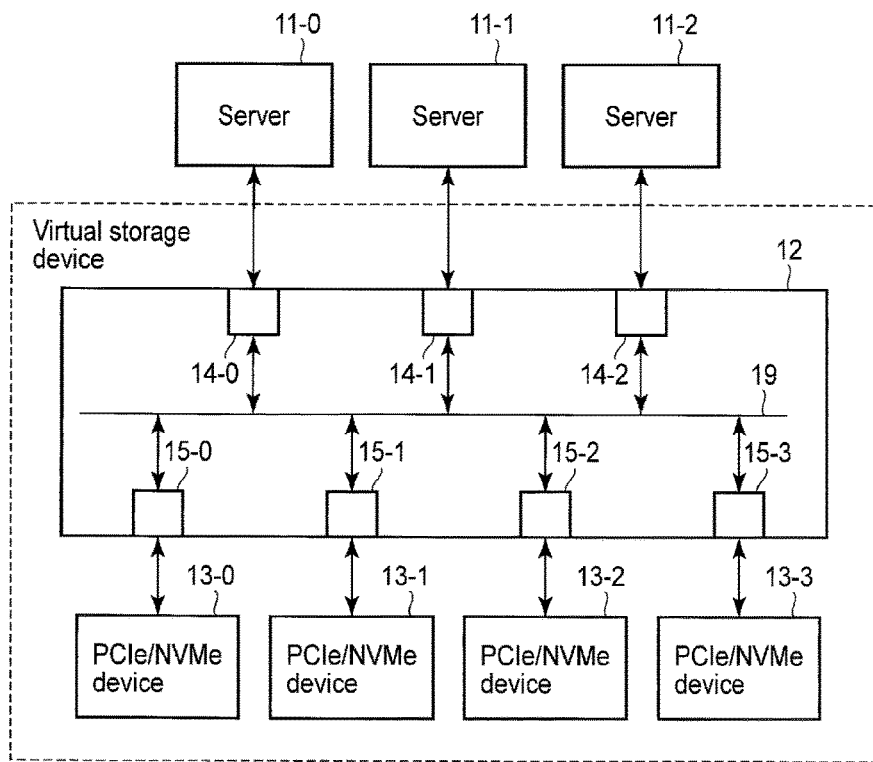 11-0
11-1
11-2
Server
Server
Server
Virtual storage
device
12
14-0
14-1
14-2
19
15-0
15-1
15-2
15-3
13-0
13-1
13-2
13-3
PCIe/NVMe
device
PCIe/NVMe
device
PCIe/NVMe
device
PCIe/NVMe
device